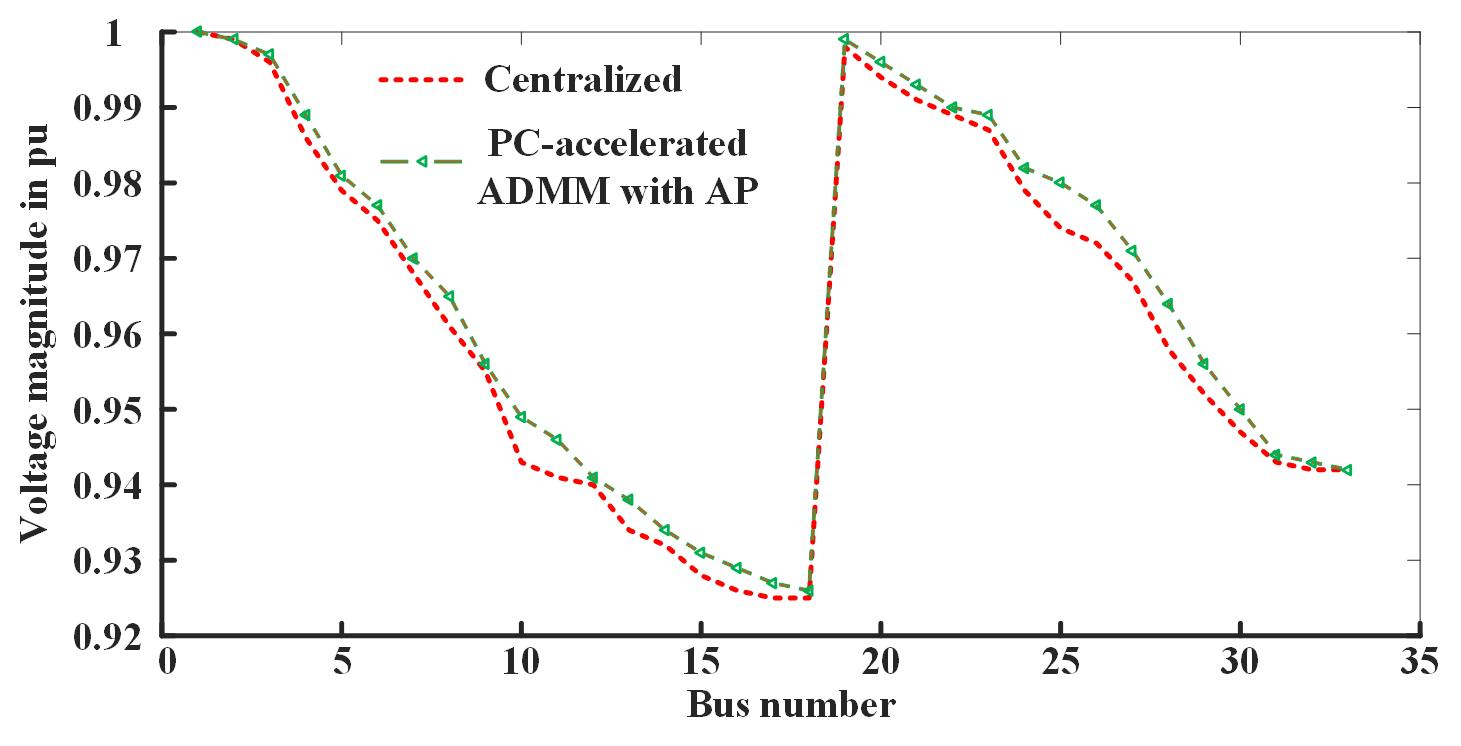 1
0.99
0.98
0.97
0.96
0.95
0.94
0.93
0.92
Voltage magnitude in pu
Centralized
PC-accelerated
ADMM with AP
0 5 10 15 20 25 30 35
Bus number